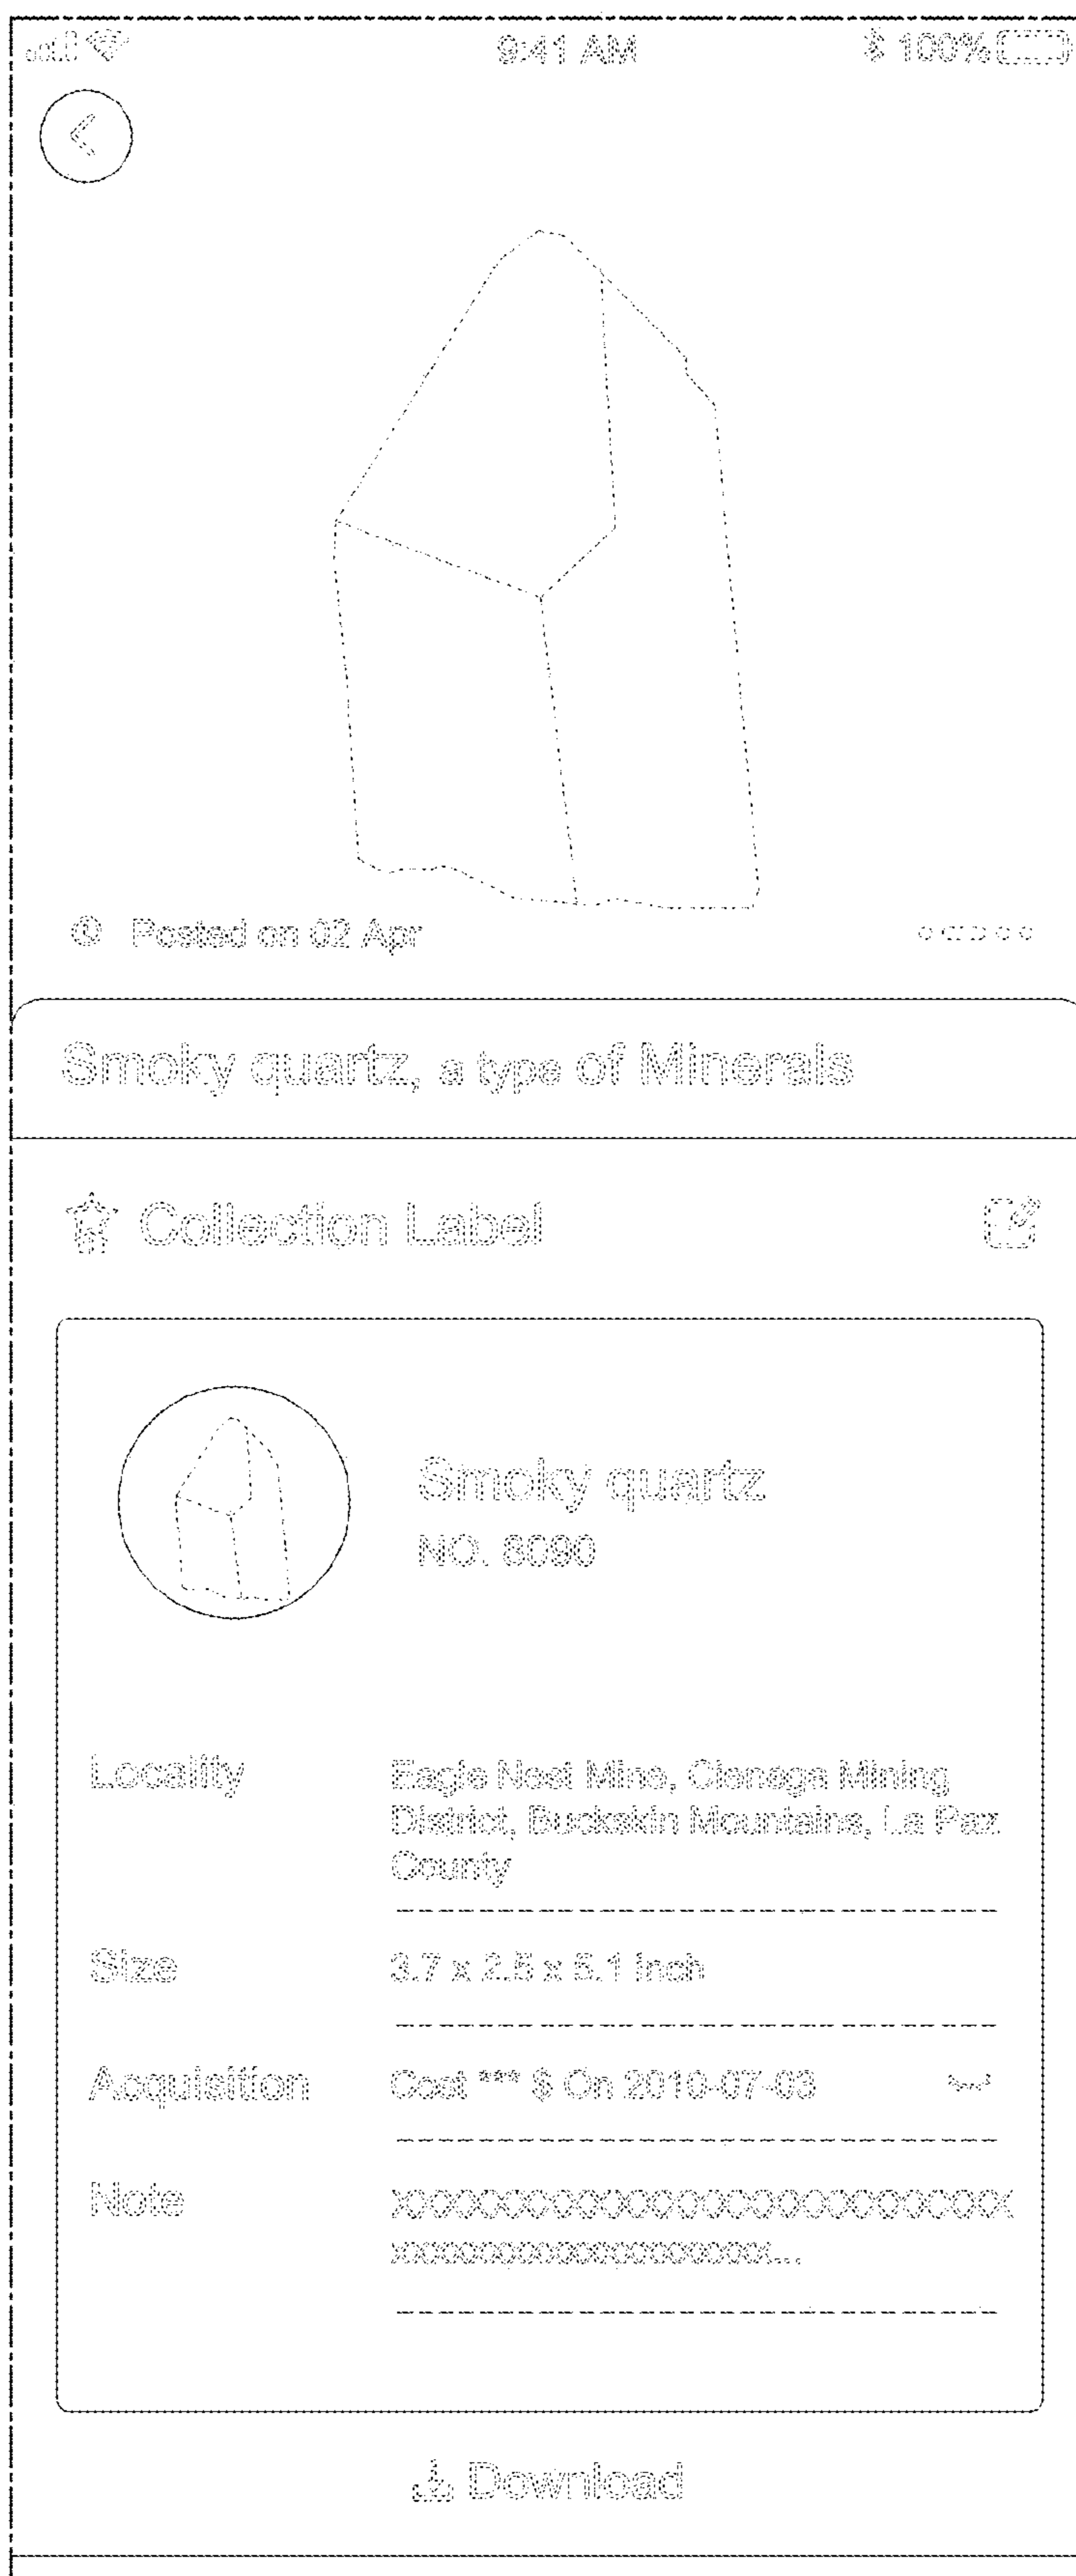 9:41 AM 100%
Posted on 02 Apr
Smoky quartz, a type of Minerals
Collection Label
Smoky quartz
NO. 8090
Locality
Eagle Nest Mine, Cienega Mining
District, Buckskin Mountains, La Paz
County
Size 3.7 x 2.5 x 5.1 inch
Acquisition Cost *** $ On 2010-07-03
Note
XXXXXXXXXXXXXXXXXXXXXXXXX
XXXXXXXXXXXXXXXXXXXX...
Download